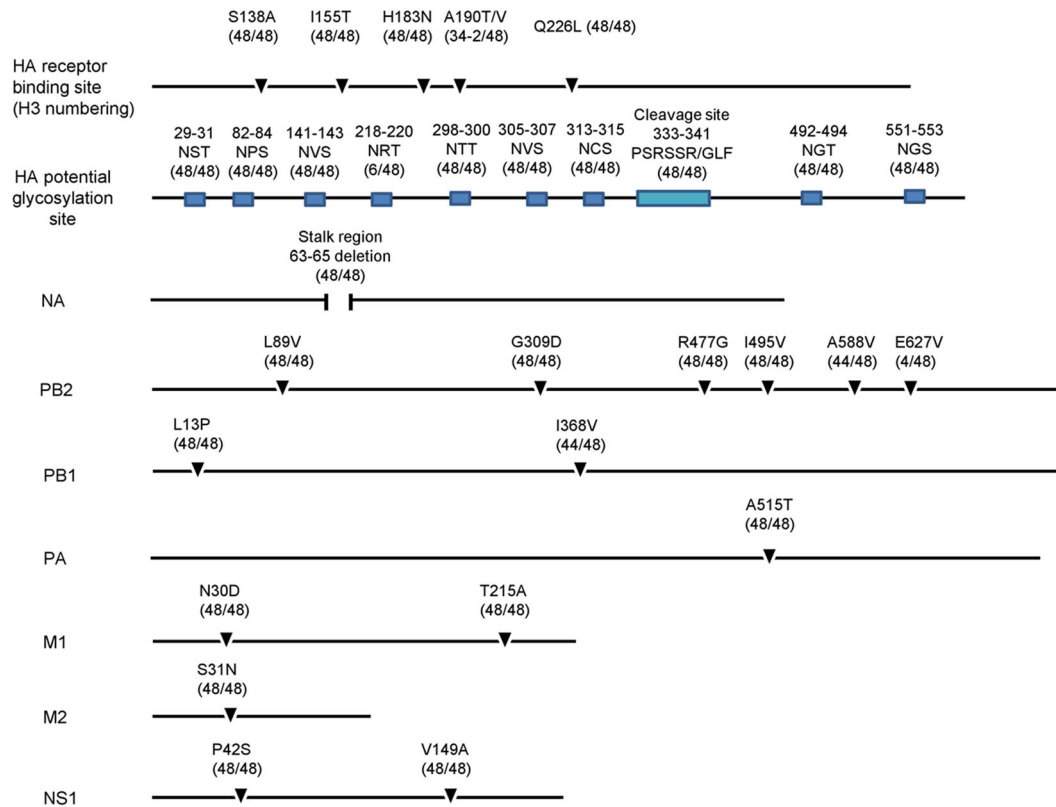 S138A I155T H183N A190T/V
(48/48) (48/48) (48/48) (34-2/48) Q226L (48/48)
HA receptor
binding site
(H3 numbering)
Cleavage site
29-31 82-84 141-143 218-220 298-300 305-307 313-315 333-341 492-494 551-553
NST NPS NVS NRT NTT NVS NCS PSRSSR/GLF NGT NGS
(48/48) (48/48) (48/48) (6/48) (48/48) (48/48) (48/48) (48/48) (48/48) (48/48)
HA potential
glycosylation
site
Stalk region
63-65 deletion
(48/48)
NA
L89V G309D R477G I495V A588V E627V
(48/48) (48/48) (48/48) (48/48) (44/48) (4/48)
PB2
L13P I368V
(48/48) (44/48)
PB1
A515T
(48/48)
PA
N30D T215A
(48/48) (48/48)
M1
S31N
(48/48)
M2
P42S V149A
(48/48) (48/48)
NS1